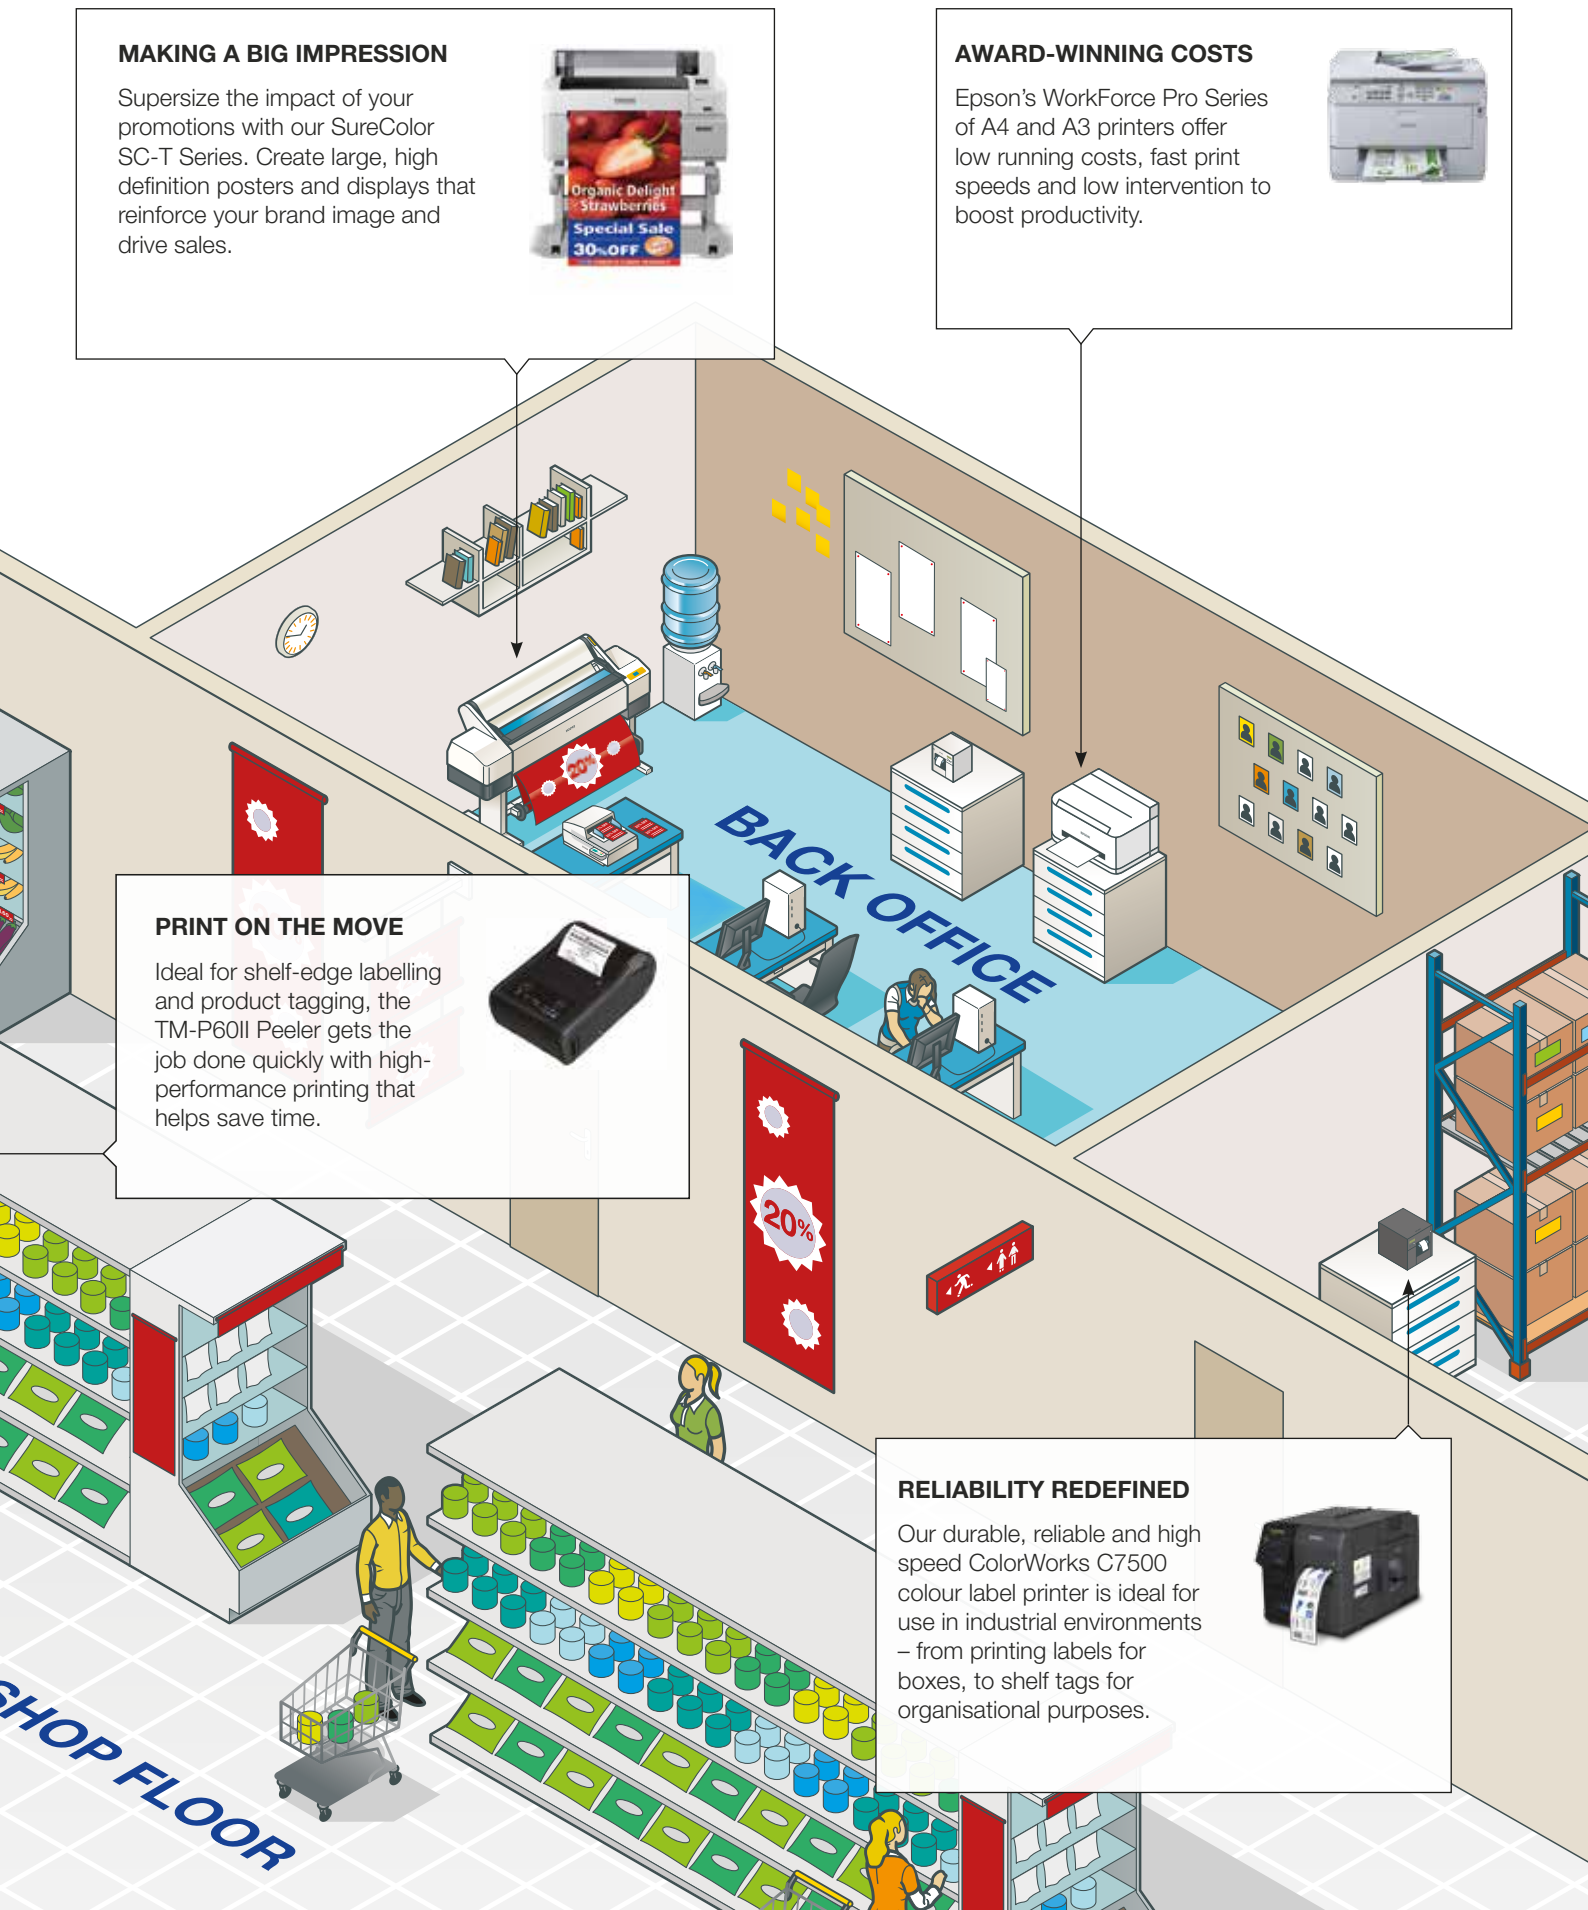 MAKING A BIG IMPRESSION
Supersize the impact of your
promotions with our SureColor
SC-T Series. Create large, high
definition posters and displays that
reinforce your brand image and
drive sales.
Organic Delight
Strawberries
Special Sale
30%OFF
AWARD-WINNING COSTS
Epson's WorkForce Pro Series
of A4 and A3 printers offer
low running costs, fast print
speeds and low intervention to
boost productivity.
20%
BACK OFFICE
PRINT ON THE MOVE
Ideal for shelf-edge labelling
and product tagging, the
TM-P60II Peeler gets the
job done quickly with high-
performance printing that
helps save time.
20%
RELIABILITY REDEFINED
Our durable, reliable and high
speed ColorWorks C7500
colour label printer is ideal for
use in industrial environments
– from printing labels for
boxes, to shelf tags for
organisational purposes.
SHOP FLOOR